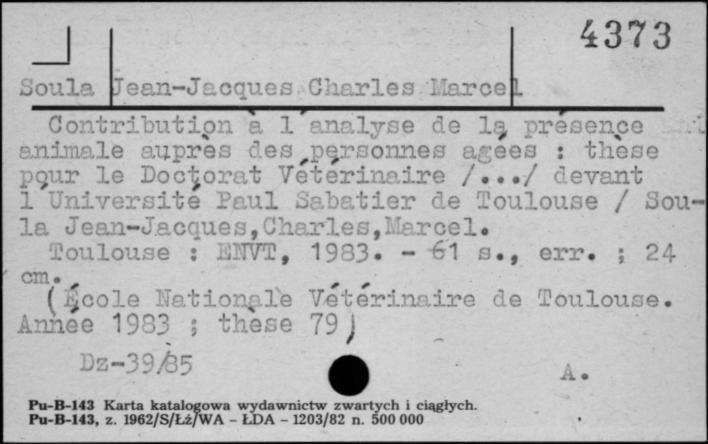 4373
Soula Jean-Jacques Charles Marcel
Contribution à l'analyse de la présence
animale auprès des personnes agées : thèse
pour le Doctorat Vétérinaire /.../ devant
l'Université Paul Sabatier de Toulouse / Sou-
la Jean-Jacques,Charles,Marcel.
Toulouse : ENVT, 1983. - 61 s., err. ; 24
cm.
(École Nationale Vétérinaire de Toulouse.
Année 1983 ; thèse 79)
Dz-39/85
A.
Pu-B-143 Karta katalogowa wydawnictw zwartych i ciągłych.
Pu-B-143, z. 1962/S/Łż/WA - ŁDA - 1203/82 n. 500 000